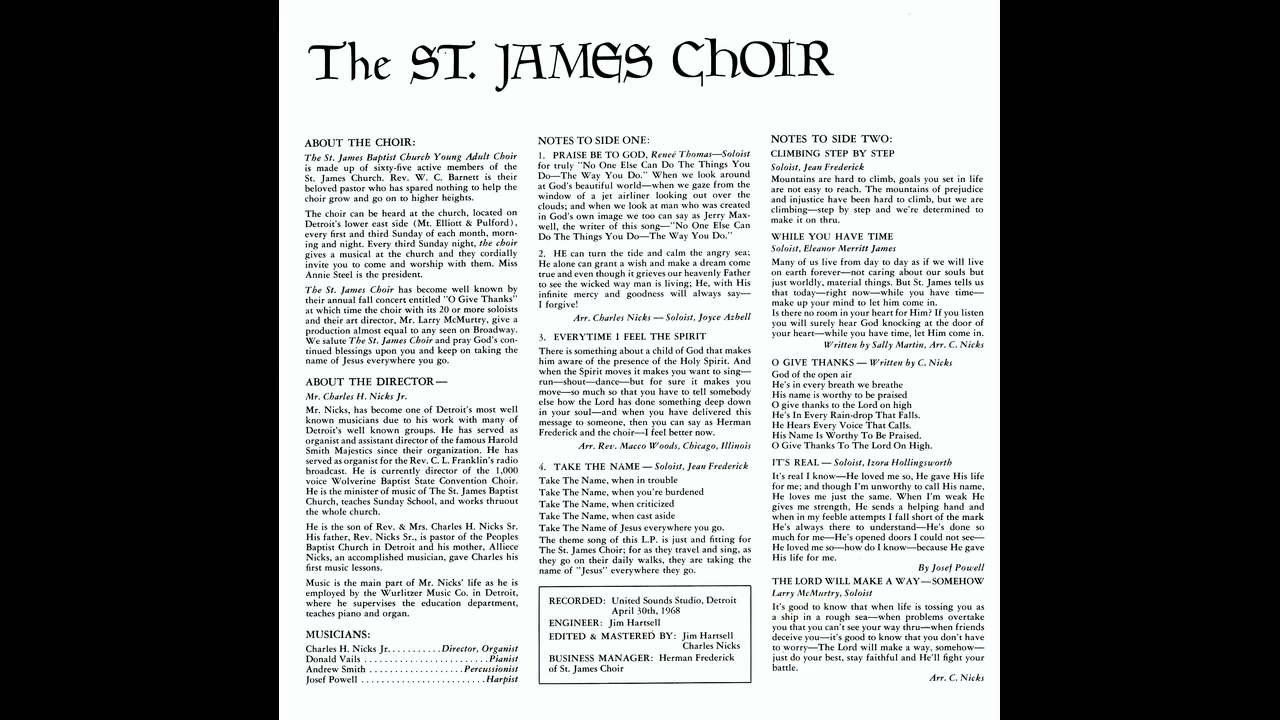 The ST. JAMES CHOIR
ABOUT THE CHOIR:
The St. James Baptist Church Young Adult Choir
is made up of sixty-five active members of the
St. James Church. Rev. W. C. Barnett is their
beloved pastor who has spared nothing to help the
choir grow and go on to higher heights.
The choir can be heard at the church, located on
Detroit's lower east side (Mt. Elliott & Pulford),
every first and third Sunday of each month, morn-
ing and night. Every third Sunday night, the choir
gives a musical at the church and they cordially
invite you to come and worship with them. Miss
Annie Steel is the president.
The St. James Choir has become well known by
their annual fall concert entitled "O Give Thanks"
at which time the choir with its 20 or more soloists
and their art director, Mr. Larry McMurtry, give a
production almost equal to any seen on Broadway.
We salute The St. James Choir and pray God's con-
tinued blessings upon you and keep on taking the
name of Jesus everywhere you go.
ABOUT THE DIRECTOR—
Mr. Charles H. Nicks Jr.
Mr. Nicks, has become one of Detroit's most well
known musicians due to his work with many of
Detroit's well known groups. He has served as
organist and assistant director of the famous Harold
Smith Majestics since their organization. He has
served as organist for the Rev. C. L. Franklin's radio
broadcast. He is currently director of the 1,000
voice Wolverine Baptist State Convention Choir.
He is the minister of music of The St. James Baptist
Church, teaches Sunday School, and works thruout
the whole church.
He is the son of Rev. & Mrs. Charles H. Nicks Sr.
His father, Rev. Nicks Sr., is pastor of the Peoples
Baptist Church in Detroit and his mother, Alliece
Nicks, an accomplished musician, gave Charles his
first music lessons.
Music is the main part of Mr. Nicks' life as he is
employed by the Wurlitzer Music Co. in Detroit,
where he supervises the education department,
teaches piano and organ.
MUSICIANS:
Charles H. Nicks Jr. . . . . . . . . . . Director, Organist
Donald Vails . . . . . . . . . . . . . . . . . . . . . . . . Pianist
Andrew Smith . . . . . . . . . . . . . . . . . . Percussionist
Josef Powell . . . . . . . . . . . . . . . . . . . . . . . . Harpist
NOTES TO SIDE ONE:
1. PRAISE BE TO GOD, Reneé Thomas—Soloist
for truly "No One Else Can Do The Things You
Do—The Way You Do." When we look around
at God's beautiful world—when we gaze from the
window of a jet airliner looking out over the
clouds; and when we look at man who was created
in God's own image we too can say as Jerry Max-
well, the writer of this song—"No One Else Can
Do The Things You Do—The Way You Do."
2. HE can turn the tide and calm the angry sea;
He alone can grant a wish and make a dream come
true and even though it grieves our heavenly Father
to see the wicked way man is living; He, with His
infinite mercy and goodness will always say—
I forgive!
Arr. Charles Nicks — Soloist, Joyce Azhell
3. EVERYTIME I FEEL THE SPIRIT
There is something about a child of God that makes
him aware of the presence of the Holy Spirit. And
when the Spirit moves it makes you want to sing—
run—shout—dance—but for sure it makes you
move—so much so that you have to tell somebody
else how the Lord has done something deep down
in your soul—and when you have delivered this
message to someone, then you can say as Herman
Frederick and the choir—I feel better now.
Arr. Rev. Macco Woods, Chicago, Illinois
4. TAKE THE NAME — Soloist, Jean Frederick
Take The Name, when in trouble
Take The Name, when you're burdened
Take The Name, when criticized
Take The Name, when cast aside
Take The Name of Jesus everywhere you go.
The theme song of this L.P. is just and fitting for
The St. James Choir; for as they travel and sing, as
they go on their daily walks, they are taking the
name of "Jesus" everywhere they go.
RECORDED: United Sounds Studio, Detroit
April 30th, 1968
ENGINEER: Jim Hartsell
EDITED & MASTERED BY: Jim Hartsell
Charles Nicks
BUSINESS MANAGER: Herman Frederick
of St. James Choir
NOTES TO SIDE TWO:
CLIMBING STEP BY STEP
Soloist, Jean Frederick
Mountains are hard to climb, goals you set in life
are not easy to reach. The mountains of prejudice
and injustice have been hard to climb, but we are
climbing—step by step and we're determined to
make it on thru.
WHILE YOU HAVE TIME
Soloist, Eleanor Merritt James
Many of us live from day to day as if we will live
on earth forever—not caring about our souls but
just worldly, material things. But St. James tells us
that today—right now—while you have time—
make up your mind to let him come in.
Is there no room in your heart for Him? If you listen
you will surely hear God knocking at the door of
your heart—while you have time, let Him come in.
Written by Sally Martin, Arr. C. Nicks
O GIVE THANKS — Written by C. Nicks
God of the open air
He's in every breath we breathe
His name is worthy to be praised
O give thanks to the Lord on high
He's In Every Rain-drop That Falls.
He Hears Every Voice That Calls.
His Name Is Worthy To Be Praised.
O Give Thanks To The Lord On High.
IT'S REAL — Soloist, Izora Hollingsworth
It's real I know—He loved me so, He gave His life
for me; and though I'm unworthy to call His name,
He loves me just the same. When I'm weak He
gives me strength, He sends a helping hand and
when in my feeble attempts I fall short of the mark
He's always there to understand—He's done so
much for me—He's opened doors I could not see—
He loved me so—how do I know—because He gave
His life for me.
By Josef Powell
THE LORD WILL MAKE A WAY—SOMEHOW
Larry McMurtry, Soloist
It's good to know that when life is tossing you as
a ship in a rough sea—when problems overtake
you that you can't see your way thru—when friends
deceive you—it's good to know that you don't have
to worry—The Lord will make a way, somehow—
just do your best, stay faithful and He'll fight your
battle.
Arr. C. Nicks